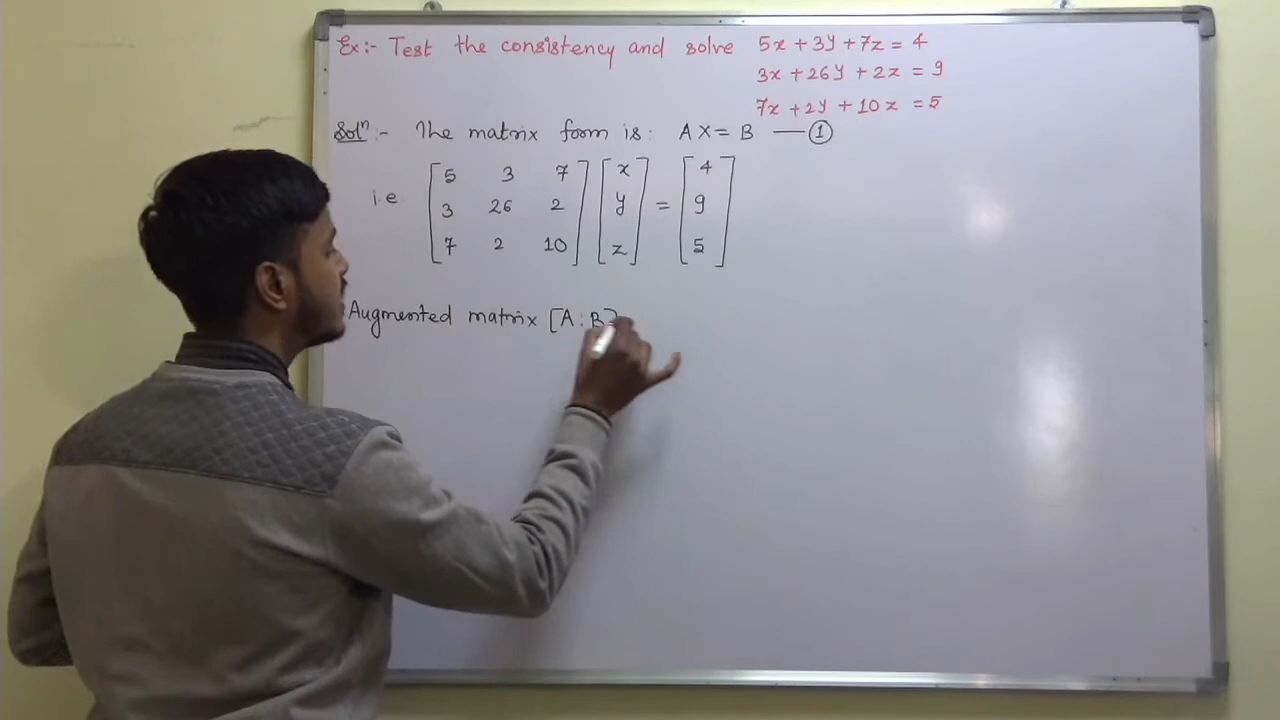 Ex:- Test the consistency and solve 5x + 3y + 7z = 4
3x + 26y + 2z = 9
7x + 2y + 10z = 5
Solⁿ:- The matrix form is: AX = B —①
i.e [5 3 7] [x] = [4]
[3 26 2] [y] [9]
[7 2 10] [z] [5]
Augmented matrix [A:B]